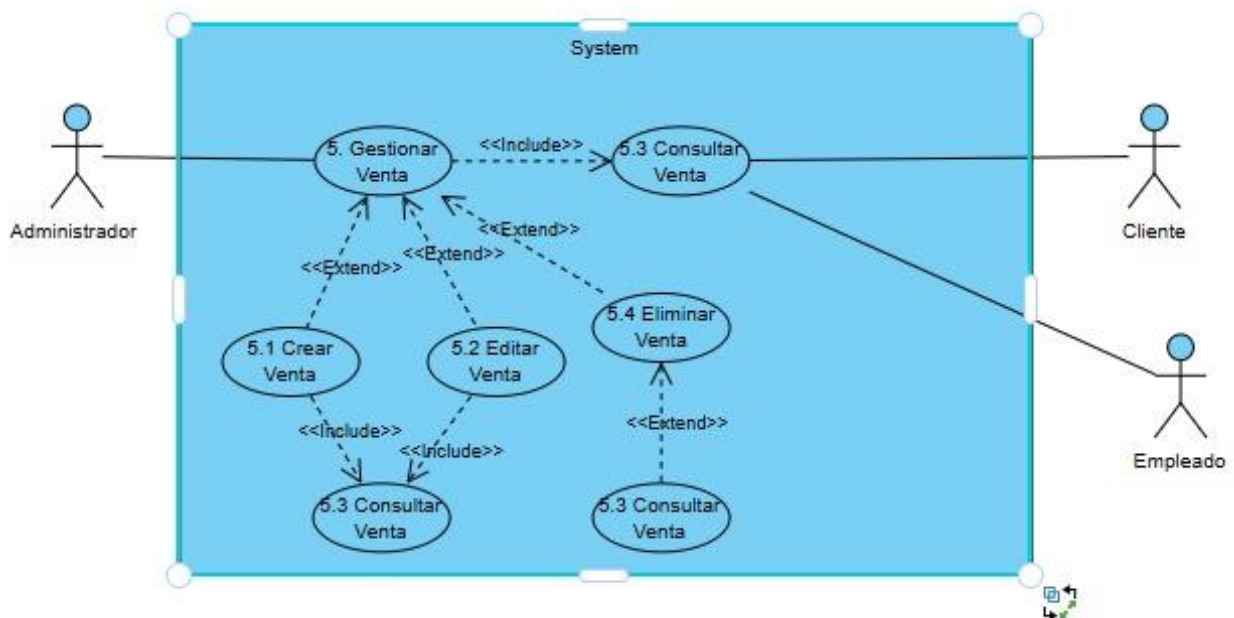 System
5. Gestionar
Venta
<<Include>>
5.3 Consultar
Venta
Administrador
Cliente
<<Extend>>
<<Extend>>
<<Extend>>
5.4 Eliminar
Venta
5.1 Crear
Venta
5.2 Editar
Venta
<<Include>>
<<Include>>
<<Extend>>
Empleado
5.3 Consultar
Venta
5.3 Consultar
Venta